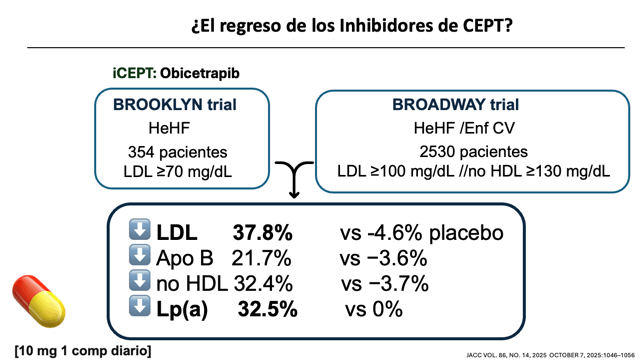 ¿El regreso de los Inhibidores de CEPT?
iCEPT: Obicetrapib
BROOKLYN trial
HeHF
354 pacientes
LDL ≥70 mg/dL
BROADWAY trial
HeHF /Enf CV
2530 pacientes
LDL ≥100 mg/dL //no HDL ≥130 mg/dL
LDL 37.8% vs -4.6% placebo
Apo B 21.7% vs −3.6%
no HDL 32.4% vs −3.7%
Lp(a) 32.5% vs 0%
[10 mg 1 comp diario]
JACC VOL. 86, NO. 14, 2025 OCTOBER 7, 2025:1046–1056